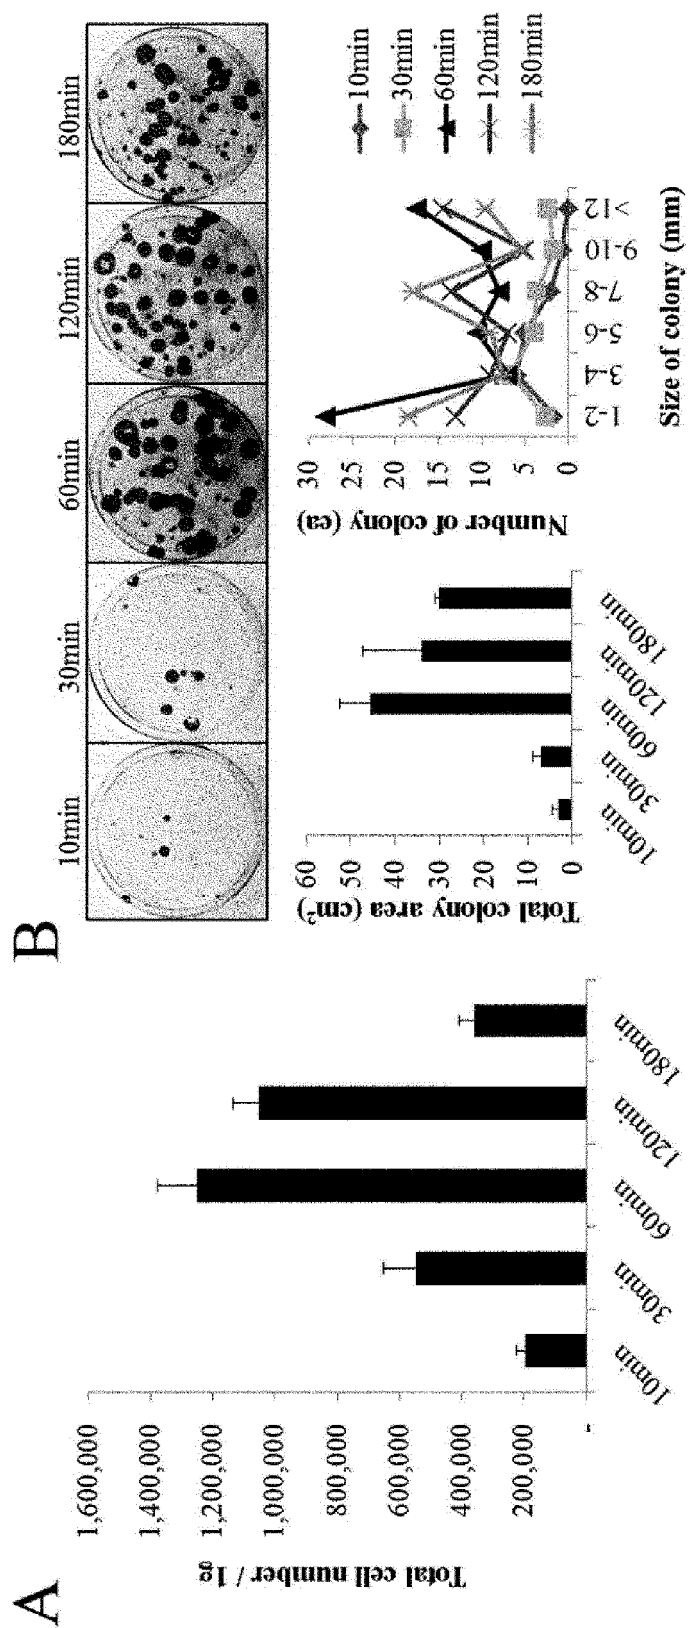 A
Total cell number / 1g
1,600,000
1,400,000
1,200,000
1,000,000
800,000
600,000
400,000
200,000
-
10min
30min
60min
120min
180min
B
10min
30min
60min
120min
180min
Total colony area (cm²)
60
50
40
30
20
10
0
10min
30min
60min
120min
180min
Number of colony (ea)
30
25
20
15
10
5
0
1-2
3-4
5-6
7-8
9-10
>12
Size of colony (mm)
10min
30min
60min
120min
180min